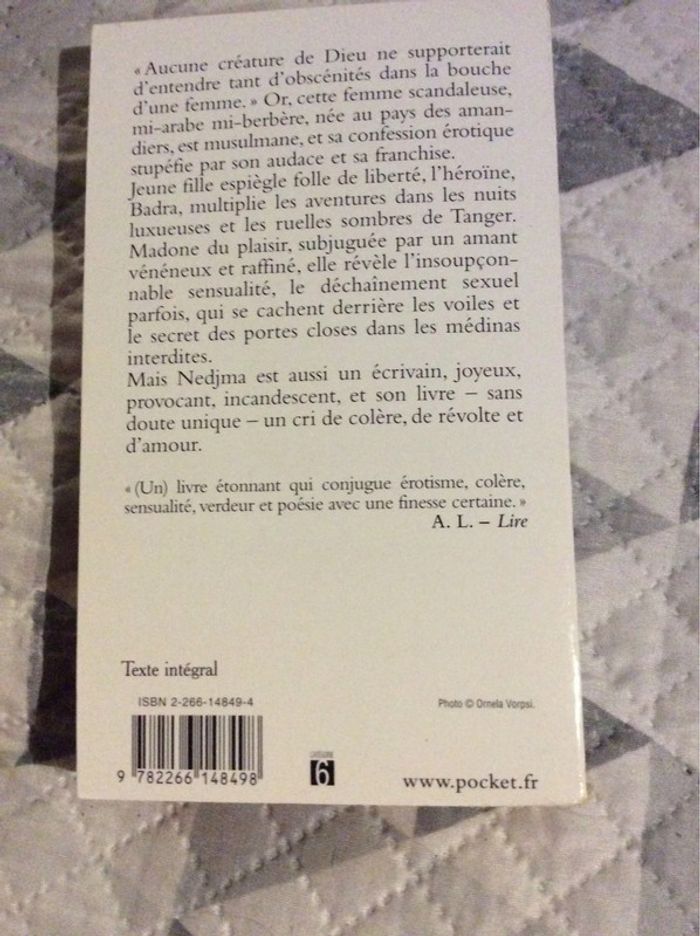 « Aucune créature de Dieu ne supporterait
d'entendre tant d'obscénités dans la bouche
d'une femme. » Or, cette femme scandaleuse,
mi-arabe mi-berbère, née au pays des aman-
diers, est musulmane, et sa confession érotique
stupéfie par son audace et sa franchise.
Jeune fille espiègle folle de liberté, l'héroïne,
Badra, multiplie les aventures dans les nuits
luxueuses et les ruelles sombres de Tanger.
Madone du plaisir, subjuguée par un amant
vénéneux et raffiné, elle révèle l'insoupçon-
nable sensualité, le déchaînement sexuel
parfois, qui se cachent derrière les voiles et
le secret des portes closes dans les médinas
interdites.
Mais Nedjma est aussi un écrivain, joyeux,
provocant, incandescent, et son livre – sans
doute unique – un cri de colère, de révolte et
d'amour.
« (Un) livre étonnant qui conjugue érotisme, colère,
sensualité, verdeur et poésie avec une finesse certaine. »
A. L. – Lire
Texte intégral
ISBN 2-266-14849-4
Photo © Ornela Vorpsi.
9 782266 148498
6
www.pocket.fr